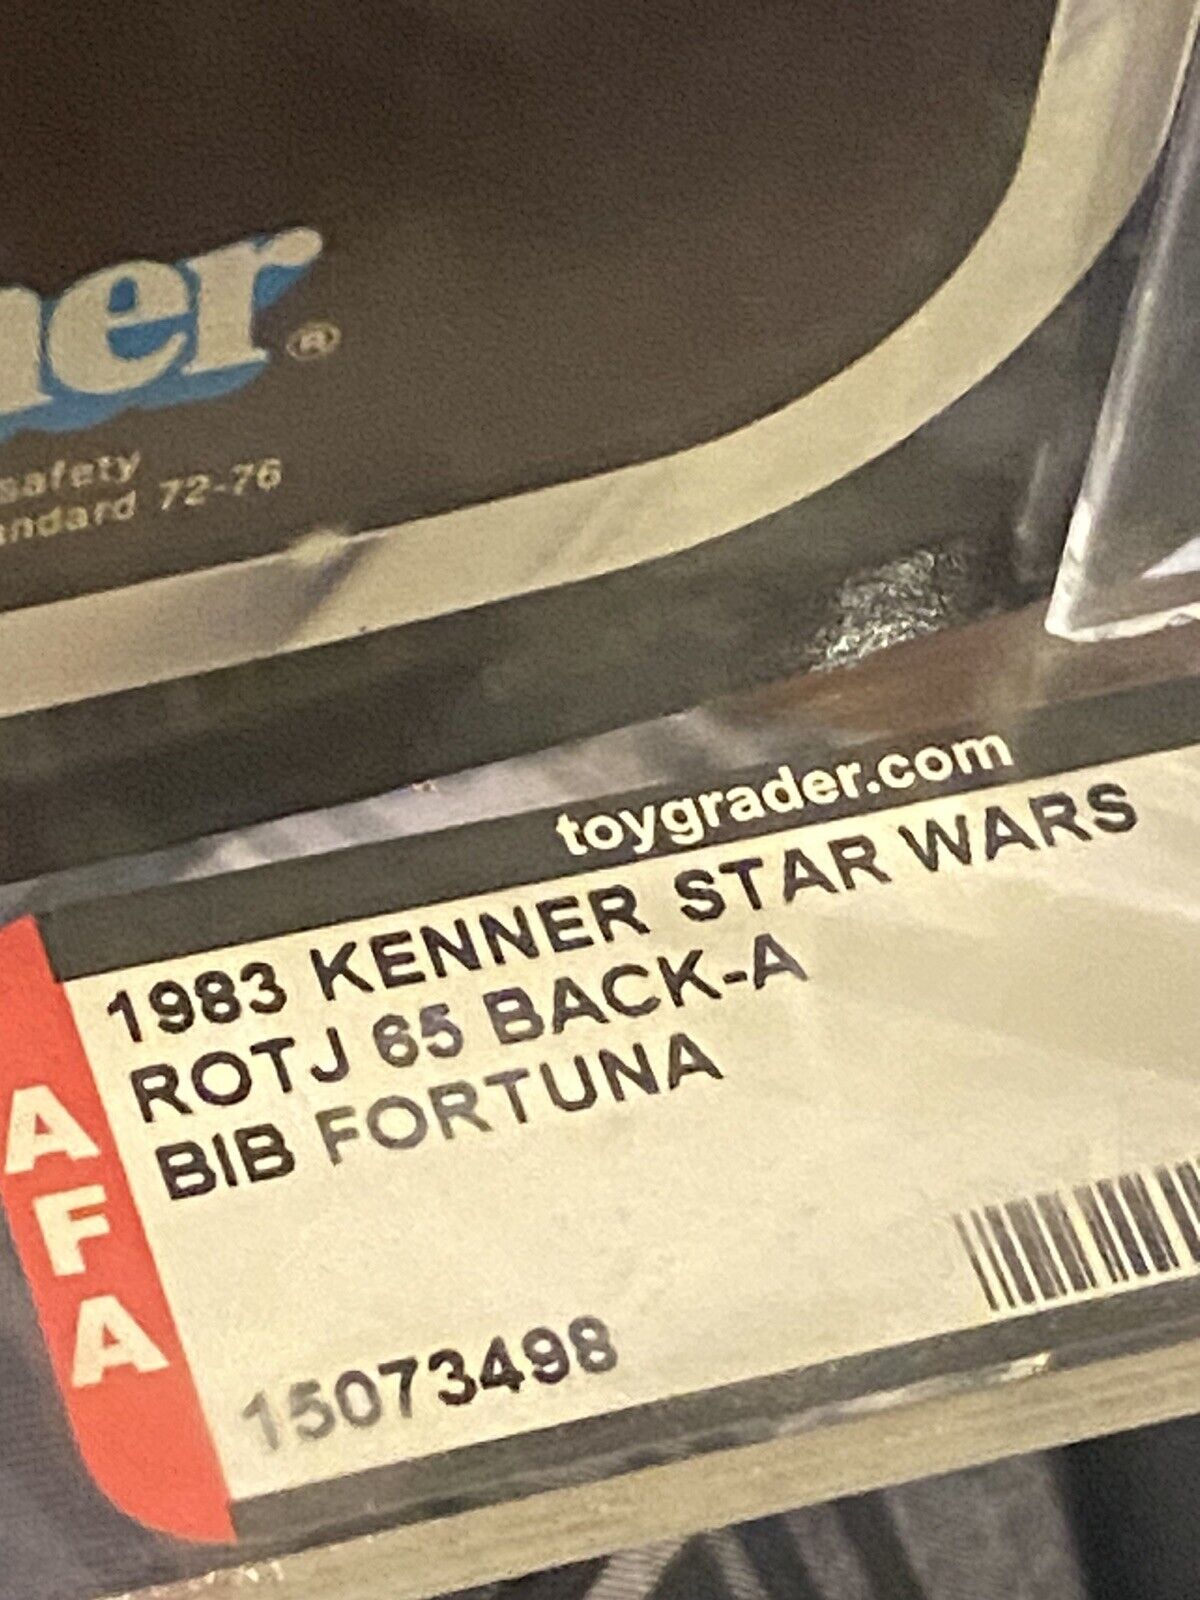 ner®
safety
andard 72-76
toygrader.com
1983 KENNER STAR WARS
ROTJ 65 BACK-A
BIB FORTUNA
AFA
15073498